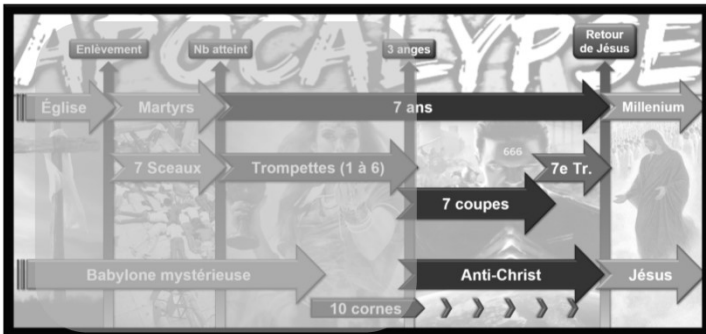 APOCALYPSE
Enlèvement
Nb atteint
3 anges
Retour
de Jésus
Église
Martyrs
7 ans
Millenium
7 Sceaux
Trompettes (1 à 6)
666
7e Tr.
7 coupes
Babylone mystérieuse
Anti-Christ
Jésus
10 cornes